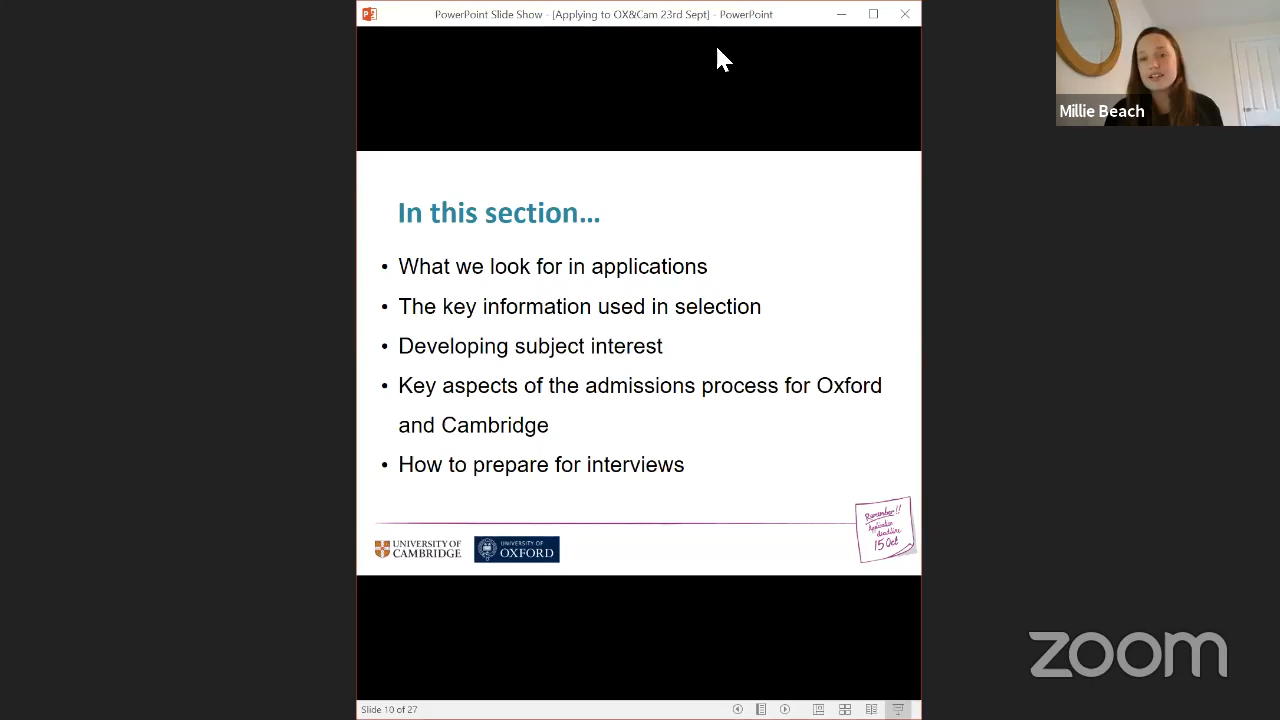 PowerPoint Slide Show - [Applying to OX&Cam 23rd Sept] - PowerPoint
Millie Beach
In this section...
• What we look for in applications
• The key information used in selection
• Developing subject interest
• Key aspects of the admissions process for Oxford
and Cambridge
• How to prepare for interviews
Remember!!
Application
deadline
15 Oct
UNIVERSITY OF
CAMBRIDGE
UNIVERSITY OF
OXFORD
zoom
Slide 10 of 27